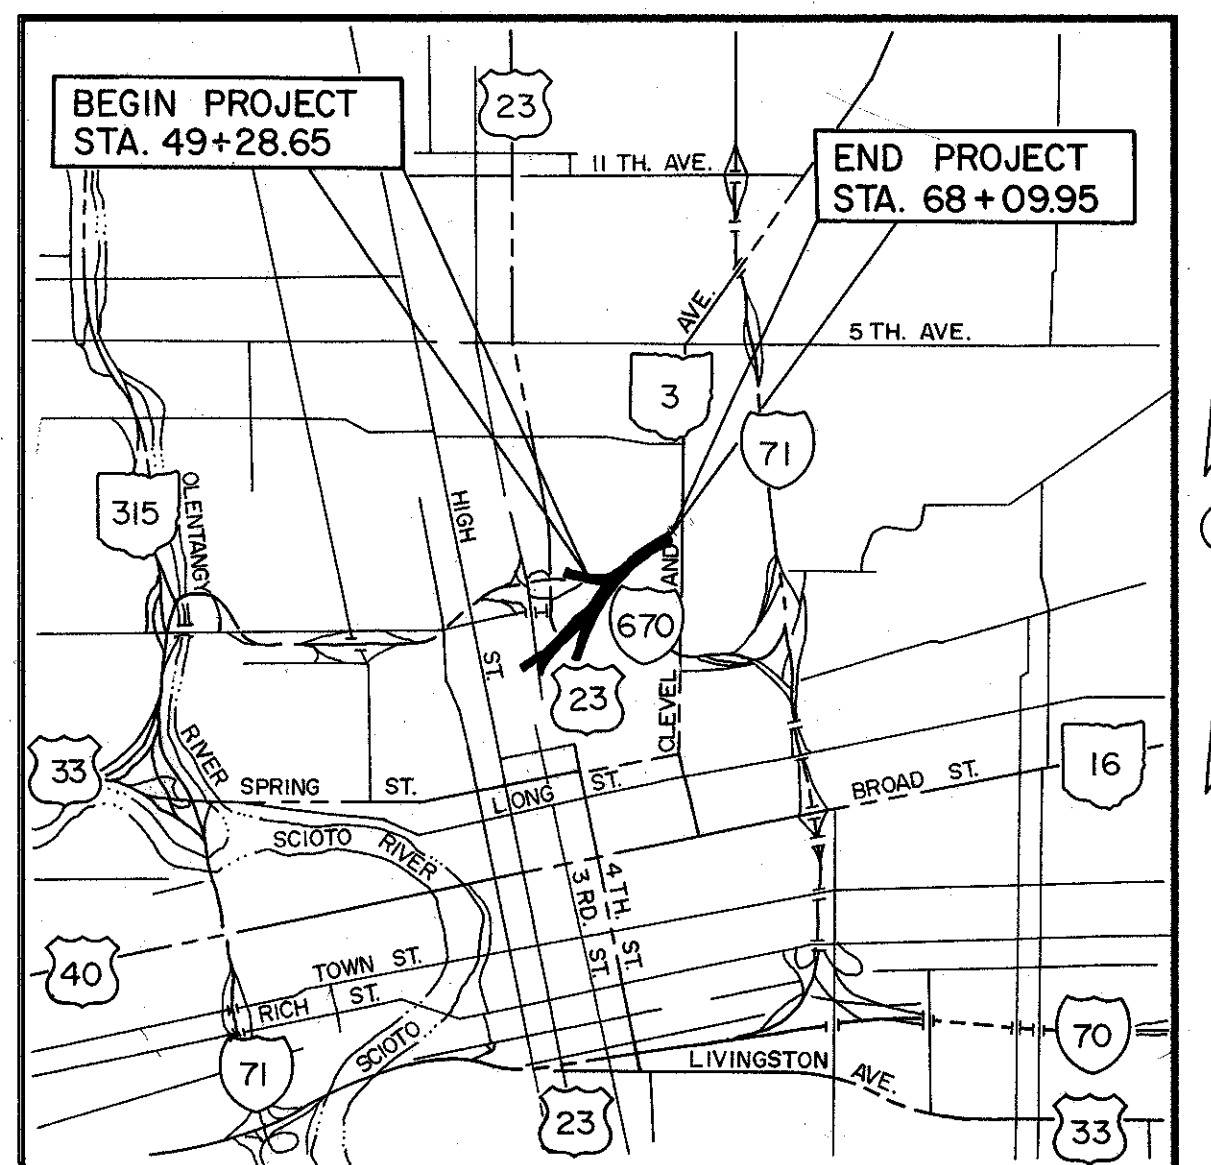 BEGIN PROJECT
STA. 49+28.65
23
11 TH. AVE.
END PROJECT
STA. 68+09.95
AVE.
5 TH. AVE.
3
71
315
OLENTANGY
HIGH
AND
670
ST.
23
CLEVEL
RIVER
33
16
SPRING ST.
LONG ST.
BROAD ST.
SCIOTO RIVER
4 TH. ST.
3 RD. ST.
40
TOWN ST.
RICH ST.
SCIOTO
71
70
LIVINGSTON AVE.
23
33